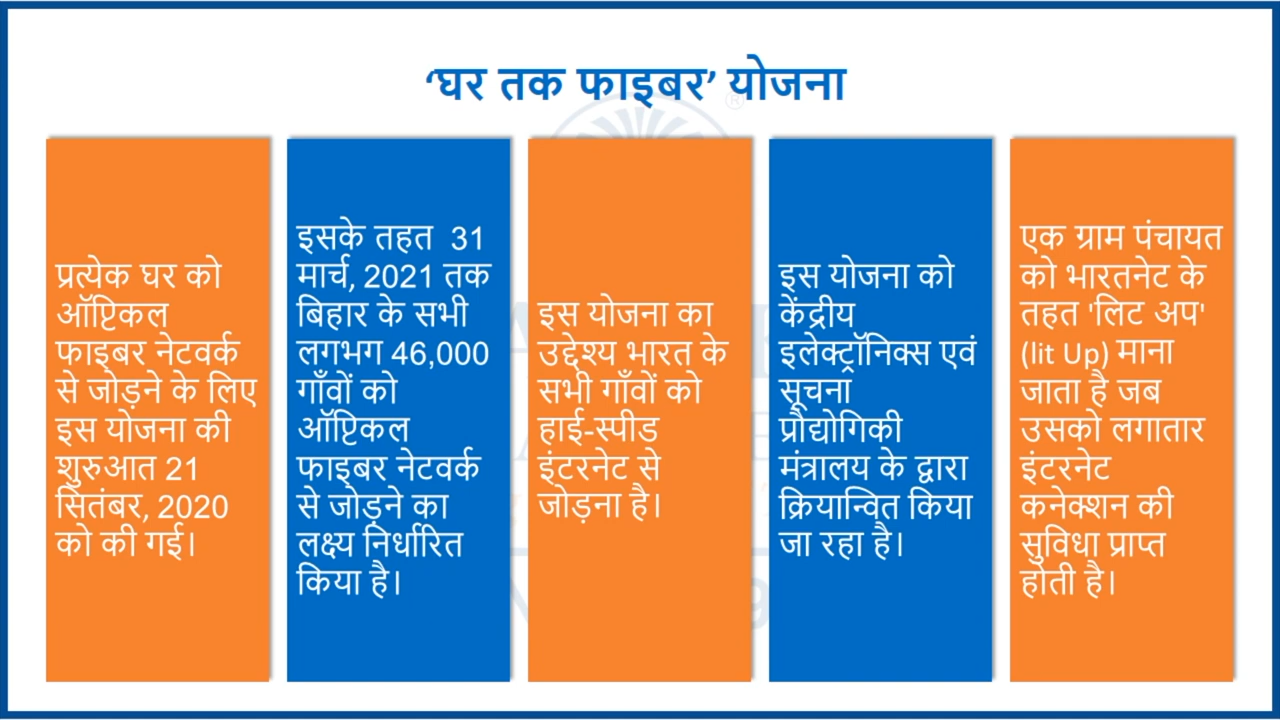 ‘घर तक फाइबर’ योजना
प्रत्येक घर को
ऑप्टिकल
फाइबर नेटवर्क
से जोड़ने के लिए
इस योजना की
शुरुआत 21
सितंबर, 2020
को की गई।
इसके तहत 31
मार्च, 2021 तक
बिहार के सभी
लगभग 46,000
गाँवों को
ऑप्टिकल
फाइबर नेटवर्क
से जोड़ने का
लक्ष्य निर्धारित
किया है।
इस योजना का
उद्देश्य भारत के
सभी गाँवों को
हाई-स्पीड
इंटरनेट से
जोड़ना है।
इस योजना को
केंद्रीय
इलेक्ट्रॉनिक्स एवं
सूचना
प्रौद्योगिकी
मंत्रालय के द्वारा
क्रियान्वित किया
जा रहा है।
एक ग्राम पंचायत
को भारतनेट के
तहत 'लिट अप'
(lit Up) माना
जाता है जब
उसको लगातार
इंटरनेट
कनेक्शन की
सुविधा प्राप्त
होती है।